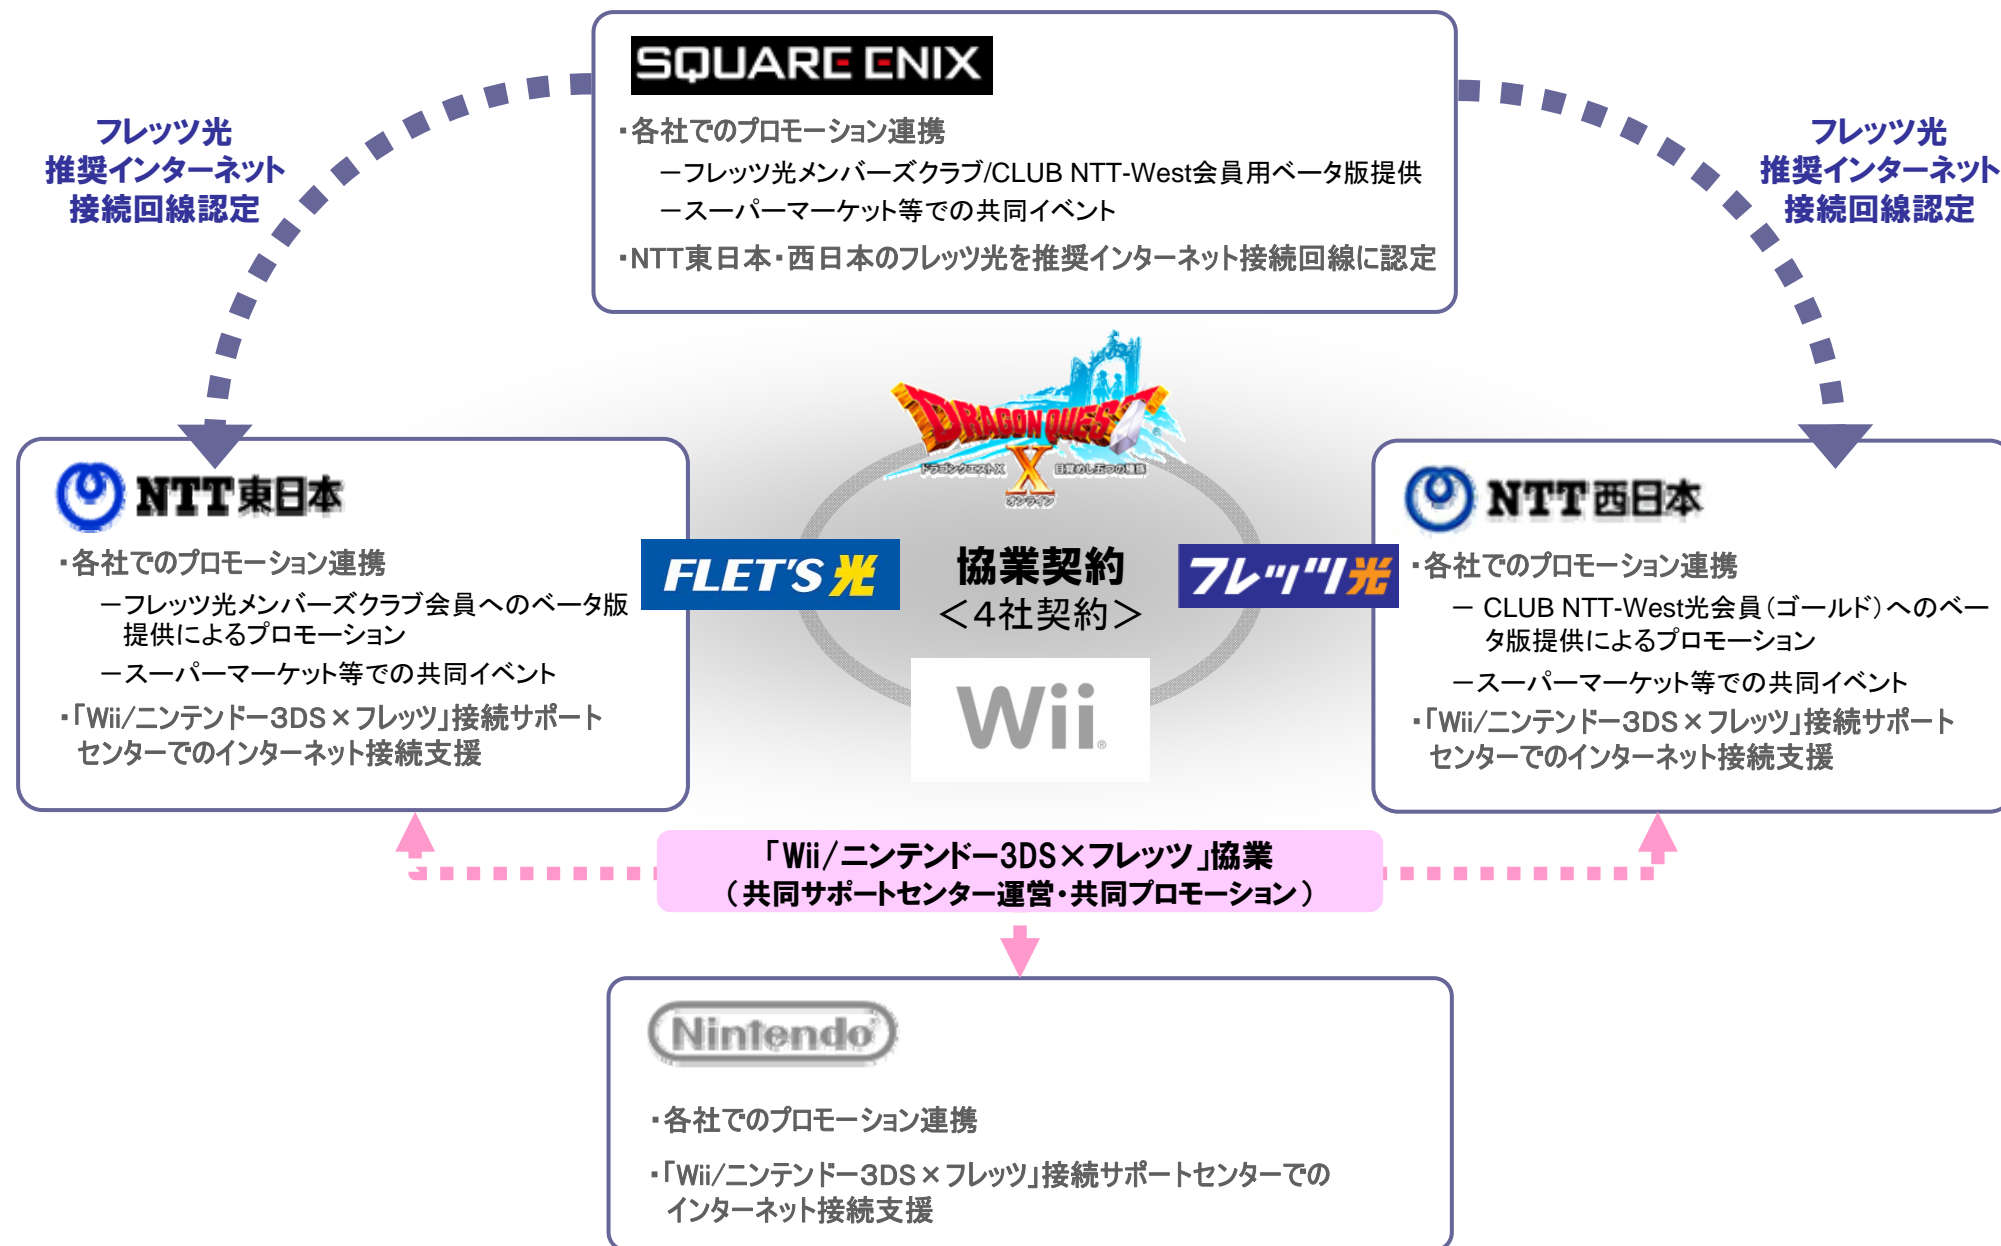 SQUARE ENIX
・各社でのプロモーション連携
－フレッツ光メンバーズクラブ/CLUB NTT-West会員用ベータ版提供
－スーパーマーケット等での共同イベント
・NTT東日本・西日本のフレッツ光を推奨インターネット接続回線に認定
フレッツ光
推奨インターネット
接続回線認定
フレッツ光
推奨インターネット
接続回線認定
DRAGON QUEST
X
ドラゴンクエストX 目覚めし五つの種族
オンライン
NTT東日本
・各社でのプロモーション連携
－フレッツ光メンバーズクラブ会員へのベータ版
提供によるプロモーション
－スーパーマーケット等での共同イベント
・「Wii/ニンテンドー3DS×フレッツ」接続サポート
センターでのインターネット接続支援
FLET'S光
協業契約
＜4社契約＞
フレッツ光
Wii
NTT西日本
・各社でのプロモーション連携
－ CLUB NTT-West光会員（ゴールド）へのベー
タ版提供によるプロモーション
－スーパーマーケット等での共同イベント
・「Wii/ニンテンドー3DS×フレッツ」接続サポート
センターでのインターネット接続支援
「Wii/ニンテンドー3DS×フレッツ」協業
（共同サポートセンター運営・共同プロモーション）
Nintendo
・各社でのプロモーション連携
・「Wii/ニンテンドー3DS×フレッツ」接続サポートセンターでの
インターネット接続支援